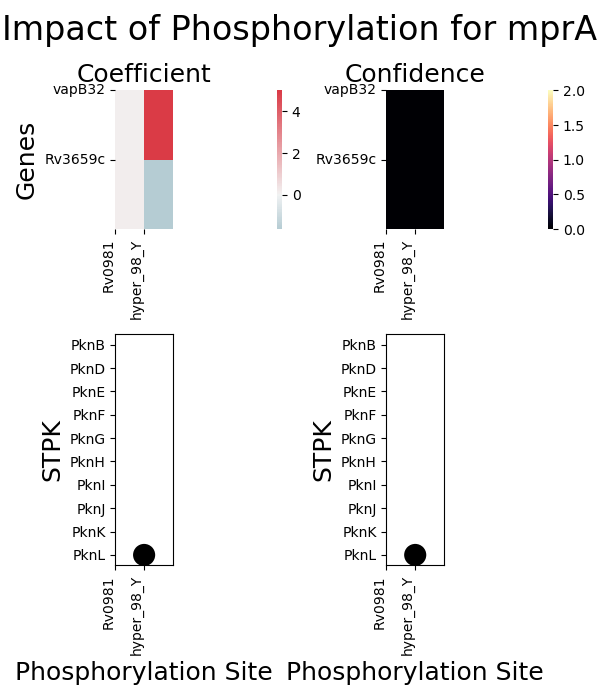 Impact of Phosphorylation for mprA
Coefficient
Confidence
Genes
vapB32
Rv3659c
Rv0981
hyper_98_Y
4
2
0
vapB32
Rv3659c
Rv0981
hyper_98_Y
2.0
1.5
1.0
0.5
0.0
STPK
PknB
PknD
PknE
PknF
PknG
PknH
PknI
PknJ
PknK
PknL
Rv0981
hyper_98_Y
Phosphorylation Site
STPK
PknB
PknD
PknE
PknF
PknG
PknH
PknI
PknJ
PknK
PknL
Rv0981
hyper_98_Y
Phosphorylation Site